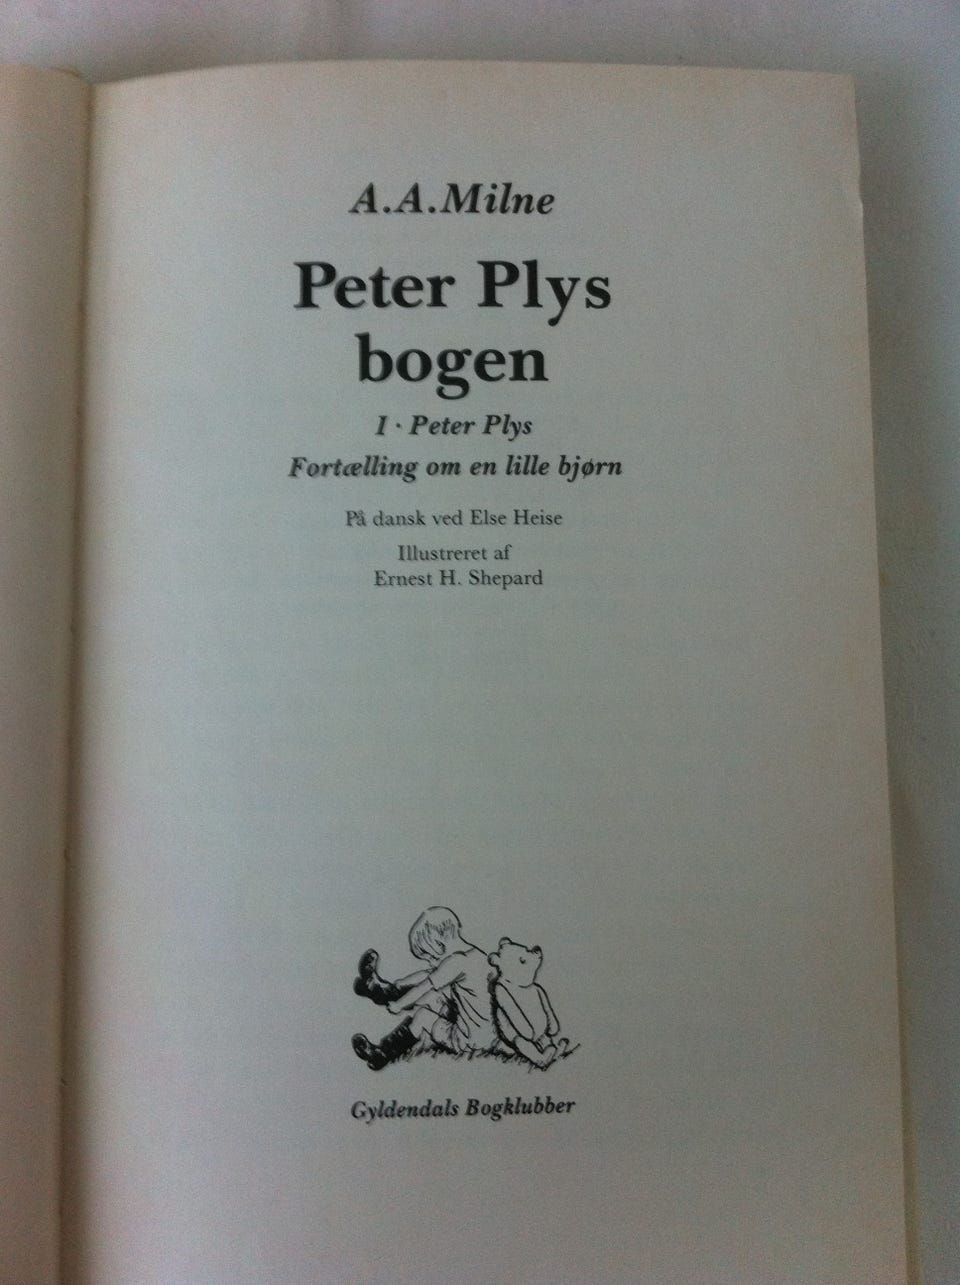 A.A.Milne
Peter Plys
bogen
I · Peter Plys
Fortælling om en lille bjørn
På dansk ved Else Heise
Illustreret af
Ernest H. Shepard
Gyldendals Bogklubber